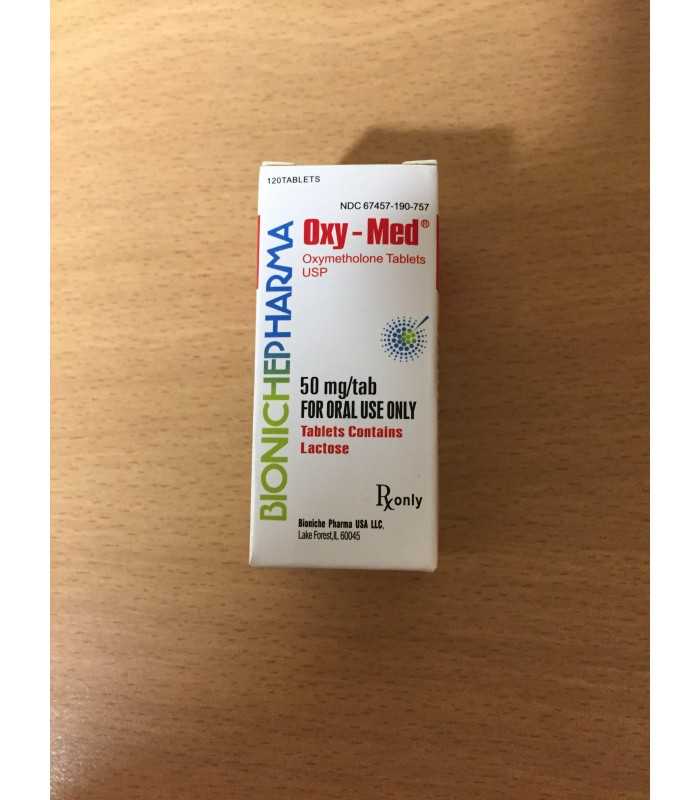 120TABLETS
NDC 67457-190-757
BIONICHEPHARMA
Oxy - Med®
Oxymetholone Tablets
USP
50 mg/tab
FOR ORAL USE ONLY
Tablets Contains
Lactose
Rx only
Bioniche Pharma USA LLC.
Lake Forest,IL 60045